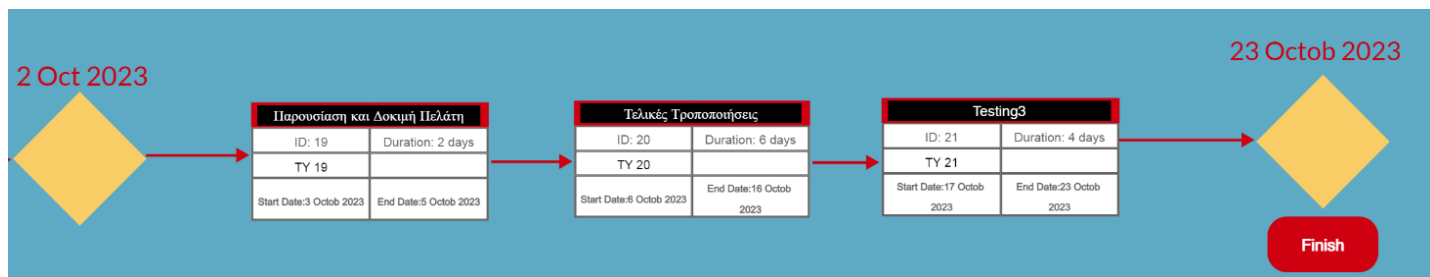 2 Oct 2023
Παρουσίαση και Δοκιμή Πελάτη
ID: 19
Duration: 2 days
TY 19
Start Date:3 Octob 2023
End Date:5 Octob 2023
Τελικές Τροποποιήσεις
ID: 20
Duration: 6 days
TY 20
Start Date:6 Octob 2023
End Date:16 Octob
2023
Testing3
ID: 21
Duration: 4 days
TY 21
Start Date:17 Octob
2023
End Date:23 Octob
2023
23 Octob 2023
Finish